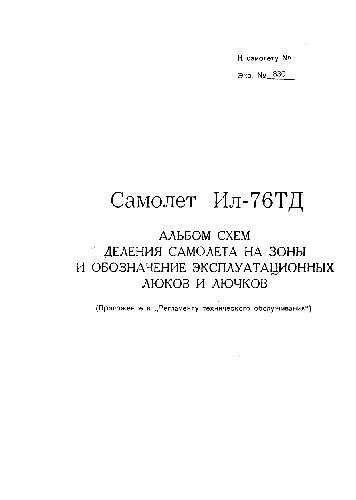 К самолету №
Экз. № 830
Самолет Ил-76ТД
АЛЬБОМ СХЕМ
ДЕЛЕНИЯ САМОЛЕТА НА ЗОНЫ
И ОБОЗНАЧЕНИЕ ЭКСПЛУАТАЦИОННЫХ
ЛЮКОВ И ЛЮЧКОВ
(Приложение к „Регламенту технического обслуживания“)